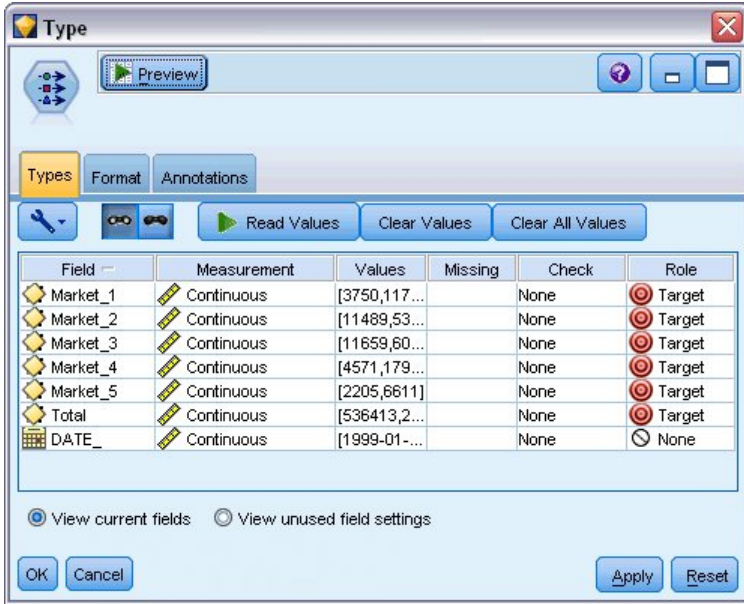 Type
Preview
Types Format Annotations
Read Values Clear Values Clear All Values
Field Measurement Values Missing Check Role
Market_1 Continuous [3750,117... None Target
Market_2 Continuous [11489,53... None Target
Market_3 Continuous [11659,60... None Target
Market_4 Continuous [4571,179... None Target
Market_5 Continuous [2205,6611] None Target
Total Continuous [536413,2... None Target
DATE_ Continuous [1999-01-... None None
View current fields View unused field settings
OK Cancel Apply Reset